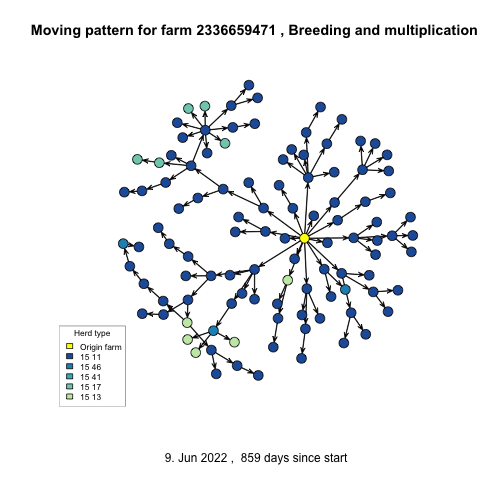 Moving pattern for farm 2336659471 , Breeding and multiplication
Herd type
Origin farm
15 11
15 46
15 41
15 17
15 13
9. Jun 2022 , 859 days since start